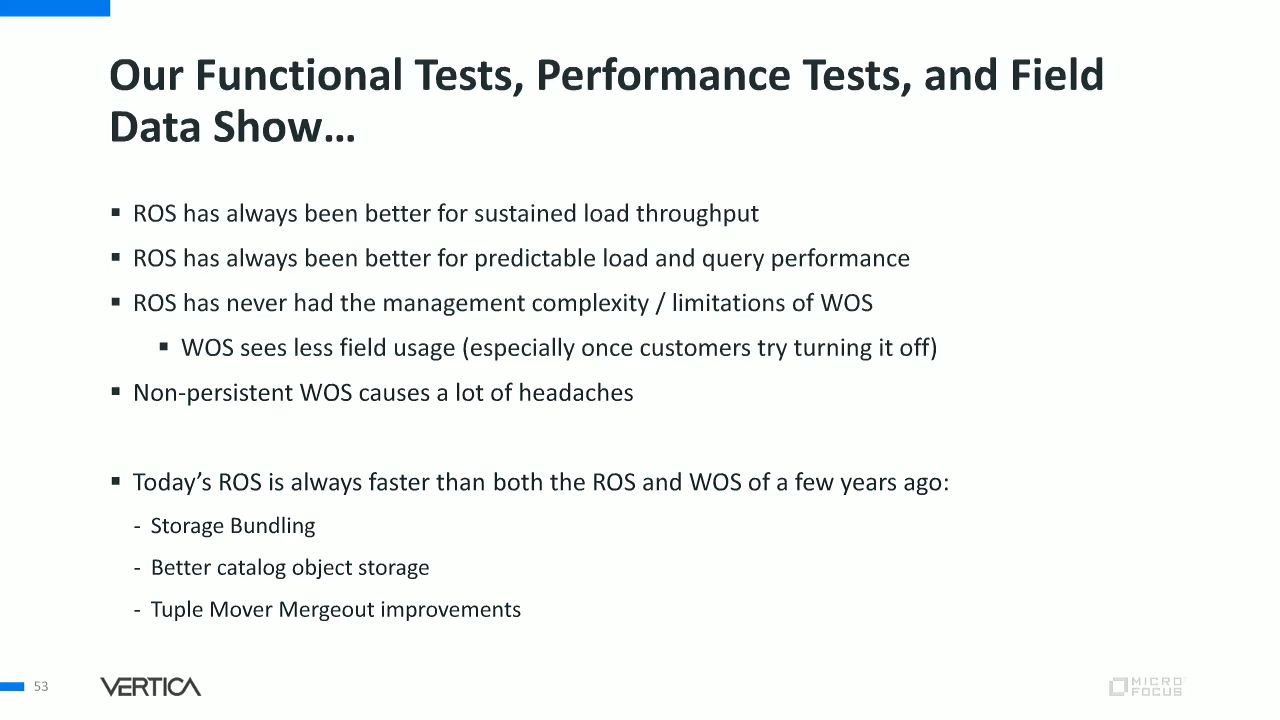 Our Functional Tests, Performance Tests, and Field
Data Show…
▪ ROS has always been better for sustained load throughput
▪ ROS has always been better for predictable load and query performance
▪ ROS has never had the management complexity / limitations of WOS
▪ WOS sees less field usage (especially once customers try turning it off)
▪ Non-persistent WOS causes a lot of headaches
▪ Today’s ROS is always faster than both the ROS and WOS of a few years ago:
- Storage Bundling
- Better catalog object storage
- Tuple Mover Mergeout improvements
53
VERTICA
MICRO
FOCUS